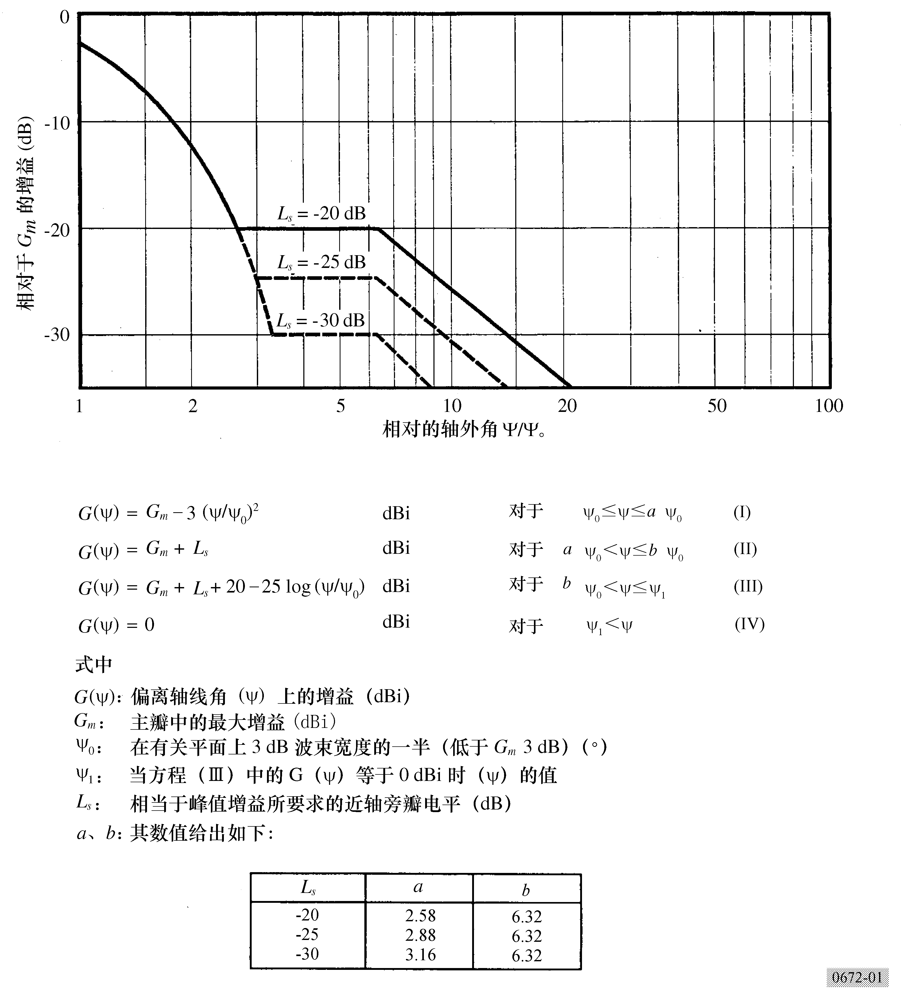 相对于 Gm 的增益 (dB)
0
-10
-20
-30
Ls = -20 dB
Ls = -25 dB
Ls = -30 dB
1 2 5 10 20 50 100
相对的轴外角 Ψ/Ψ。
G(ψ) = Gm − 3 (ψ/ψ0)² dBi 对于 ψ0≤ψ≤a ψ0 (I)
G(ψ) = Gm + Ls dBi 对于 a ψ0<ψ≤b ψ0 (II)
G(ψ) = Gm + Ls + 20 − 25 log (ψ/ψ0) dBi 对于 b ψ0<ψ≤ψ1 (III)
G(ψ) = 0 dBi 对于 ψ1<ψ (IV)
式中
G(ψ)：偏离轴线角（ψ）上的增益（dBi）
Gm： 主瓣中的最大增益（dBi）
ψ0： 在有关平面上 3 dB 波束宽度的一半（低于 Gm 3 dB）（°）
ψ1： 当方程（Ⅲ）中的 G（ψ）等于 0 dBi 时（ψ）的值
Ls： 相当于峰值增益所要求的近轴旁瓣电平（dB）
a、b：其数值给出如下：
Ls a b
-20 2.58 6.32
-25 2.88 6.32
-30 3.16 6.32
0672-01